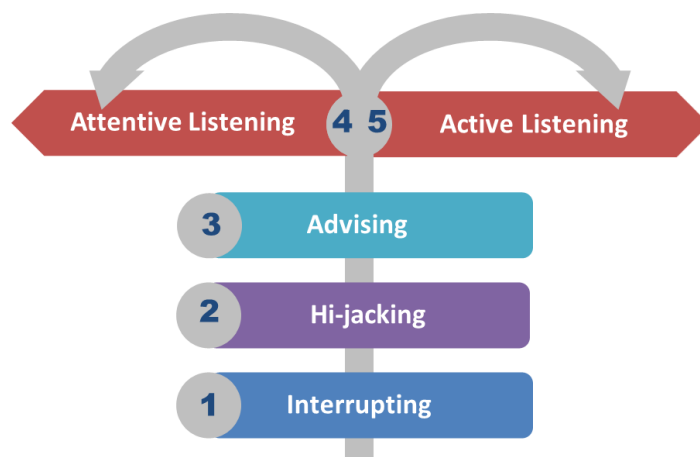 Attentive Listening 4 5 Active Listening
3 Advising
2 Hi-jacking
1 Interrupting